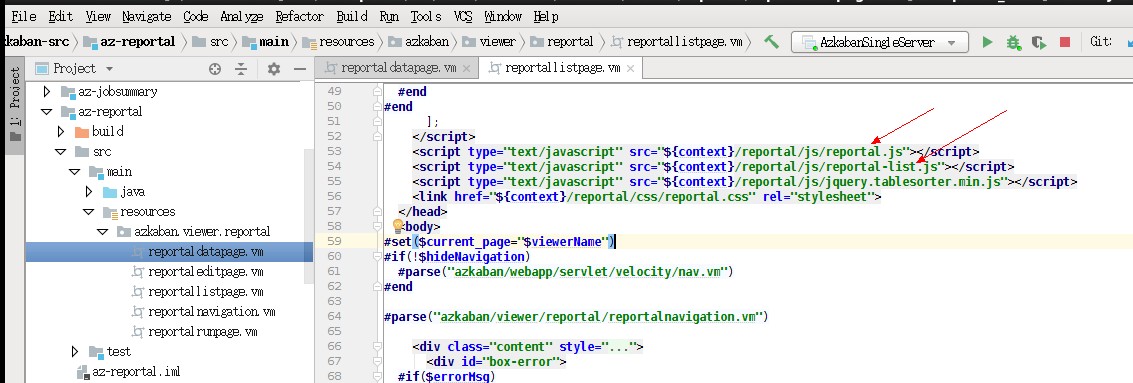 File Edit View Navigate Code Analyze Refactor Build Run Tools VCS Window Help
zkaban-src az-reportal src main resources azkaban viewer reportal reportallistpage.vm AzkabanSingleServer Git:
1: Project
Project
reportaldatapage.vm reportallistpage.vm
az-jobsummary
az-reportal
build
src
main
java
resources
azkaban.viewer.reportal
reportaldatapage.vm
reportaleditpage.vm
reportallistpage.vm
reportalnavigation.vm
reportalrunpage.vm
test
az-reportal.iml
49 #end
50 #end
51 ];
52 </script>
53 <script type="text/javascript" src="${context}/reportal/js/reportal.js"></script>
54 <script type="text/javascript" src="${context}/reportal/js/reportal-list.js"></script>
55 <script type="text/javascript" src="${context}/reportal/js/jquery.tablesorter.min.js"></script>
56 <link href="${context}/reportal/css/reportal.css" rel="stylesheet">
57 </head>
58 <body>
59 #set($current_page="$viewerName")
60 #if(!$hideNavigation)
61 #parse("azkaban/webapp/servlet/velocity/nav.vm")
62 #end
63
64 #parse("azkaban/viewer/reportal/reportalnavigation.vm")
65
66 <div class="content" style="...">
67 <div id="box-error">
68 #if($errorMsg)